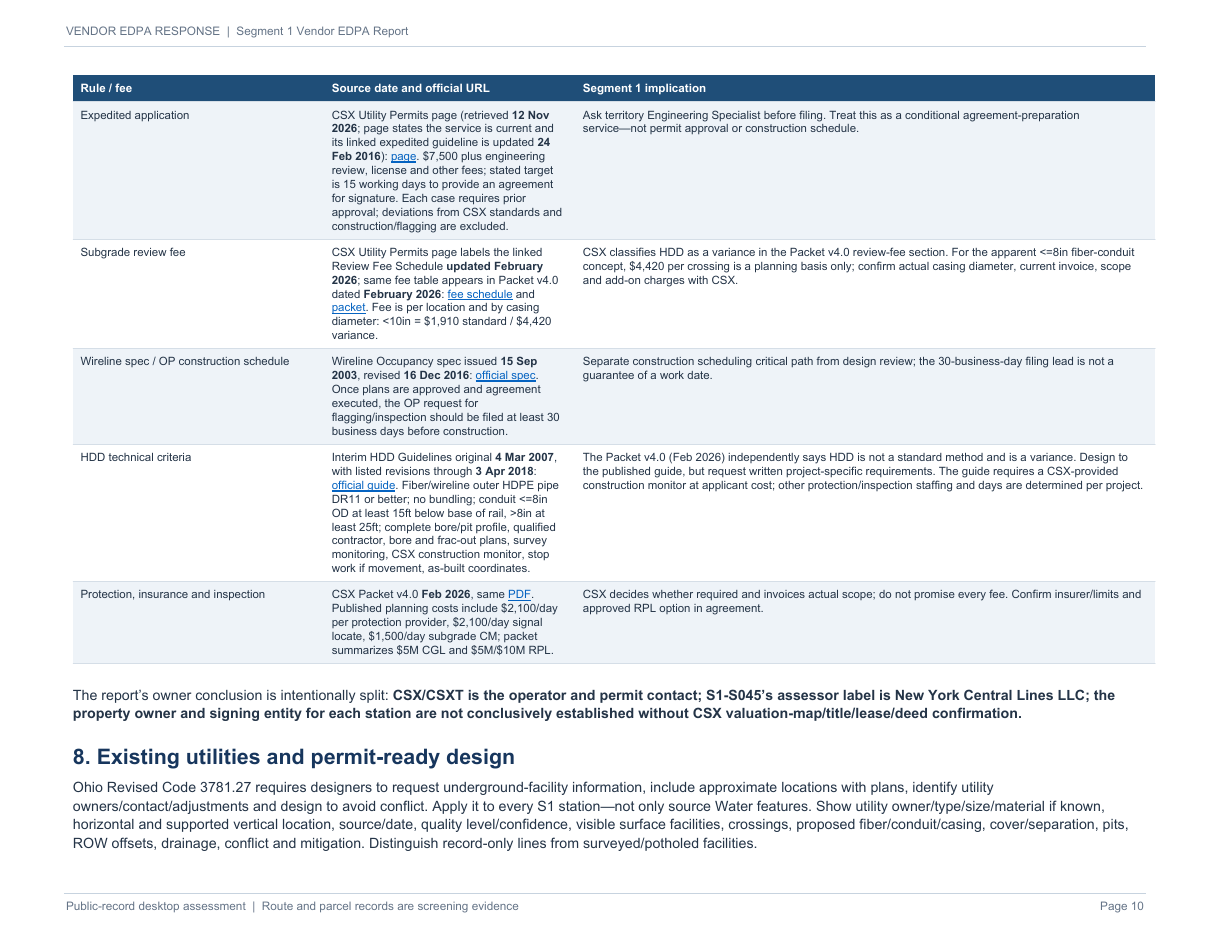 VENDOR EDPA RESPONSE | Segment 1 Vendor EDPA Report
Rule / fee
Source date and official URL
Segment 1 implication
Expedited application
CSX Utility Permits page (retrieved 12 Nov
2026; page states the service is current and
its linked expedited guideline is updated 24
Feb 2016): page. $7,500 plus engineering
review, license and other fees; stated target
is 15 working days to provide an agreement
for signature. Each case requires prior
approval; deviations from CSX standards and
construction/flagging are excluded.
Ask territory Engineering Specialist before filing. Treat this as a conditional agreement-preparation
service—not permit approval or construction schedule.
Subgrade review fee
CSX Utility Permits page labels the linked
Review Fee Schedule updated February
2026; same fee table appears in Packet v4.0
dated February 2026: fee schedule and
packet. Fee is per location and by casing
diameter: <10in = $1,910 standard / $4,420
variance.
CSX classifies HDD as a variance in the Packet v4.0 review-fee section. For the apparent <=8in fiber-conduit
concept, $4,420 per crossing is a planning basis only; confirm actual casing diameter, current invoice, scope
and add-on charges with CSX.
Wireline spec / OP construction schedule
Wireline Occupancy spec issued 15 Sep
2003, revised 16 Dec 2016: official spec.
Once plans are approved and agreement
executed, the OP request for
flagging/inspection should be filed at least 30
business days before construction.
Separate construction scheduling critical path from design review; the 30-business-day filing lead is not a
guarantee of a work date.
HDD technical criteria
Interim HDD Guidelines original 4 Mar 2007,
with listed revisions through 3 Apr 2018:
official guide. Fiber/wireline outer HDPE pipe
DR11 or better; no bundling; conduit <=8in
OD at least 15ft below base of rail, >8in at
least 25ft; complete bore/pit profile, qualified
contractor, bore and frac-out plans, survey
monitoring, CSX construction monitor, stop
work if movement, as-built coordinates.
The Packet v4.0 (Feb 2026) independently says HDD is not a standard method and is a variance. Design to
the published guide, but request written project-specific requirements. The guide requires a CSX-provided
construction monitor at applicant cost; other protection/inspection staffing and days are determined per project.
Protection, insurance and inspection
CSX Packet v4.0 Feb 2026, same PDF.
Published planning costs include $2,100/day
per protection provider, $2,100/day signal
locate, $1,500/day subgrade CM; packet
summarizes $5M CGL and $5M/$10M RPL.
CSX decides whether required and invoices actual scope; do not promise every fee. Confirm insurer/limits and
approved RPL option in agreement.
The report’s owner conclusion is intentionally split: CSX/CSXT is the operator and permit contact; S1-S045’s assessor label is New York Central Lines LLC; the
property owner and signing entity for each station are not conclusively established without CSX valuation-map/title/lease/deed confirmation.
8. Existing utilities and permit-ready design
Ohio Revised Code 3781.27 requires designers to request underground-facility information, include approximate locations with plans, identify utility
owners/contact/adjustments and design to avoid conflict. Apply it to every S1 station—not only source Water features. Show utility owner/type/size/material if known,
horizontal and supported vertical location, source/date, quality level/confidence, visible surface facilities, crossings, proposed fiber/conduit/casing, cover/separation, pits,
ROW offsets, drainage, conflict and mitigation. Distinguish record-only lines from surveyed/potholed facilities.
Public-record desktop assessment | Route and parcel records are screening evidence
Page 10